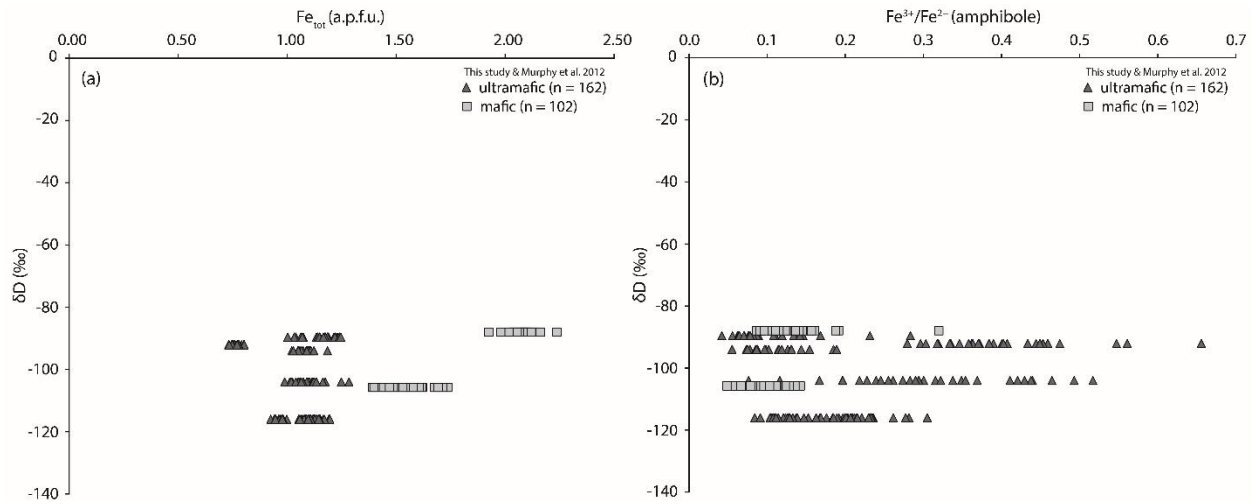 Fe_tot (a.p.f.u.)
0.00 0.50 1.00 1.50 2.00 2.50
0
-20
-40
-60
-80
-100
-120
-140
δD (‰)
(a)
This study & Murphy et al. 2012
ultramafic (n = 162)
mafic (n = 102)
Fe³⁺/Fe²⁻ (amphibole)
0.0 0.1 0.2 0.3 0.4 0.5 0.6 0.7
0
-20
-40
-60
-80
-100
-120
-140
δD (‰)
(b)
This study & Murphy et al. 2012
ultramafic (n = 162)
mafic (n = 102)